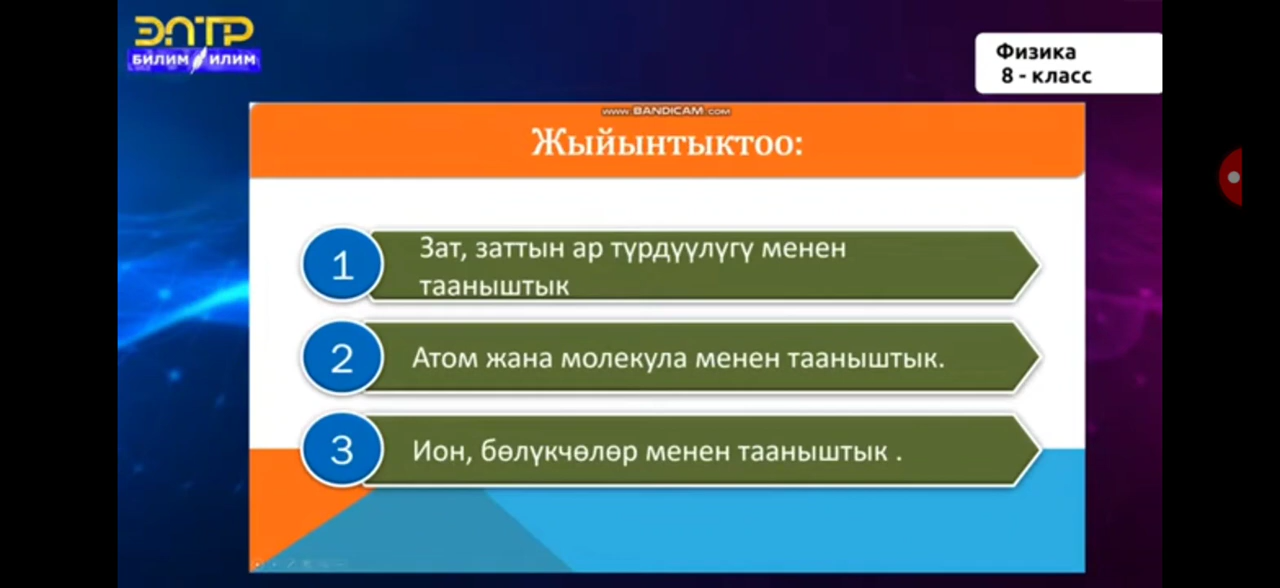 ЭЛТР
БИЛИМ ИЛИМ
Физика
8 - класс
www.BANDICAM.COM
Жыйынтыктоо:
1
Зат, заттын ар түрдүүлүгү менен
тааныштык
2
Атом жана молекула менен тааныштык.
3
Ион, бөлүкчөлөр менен тааныштык .